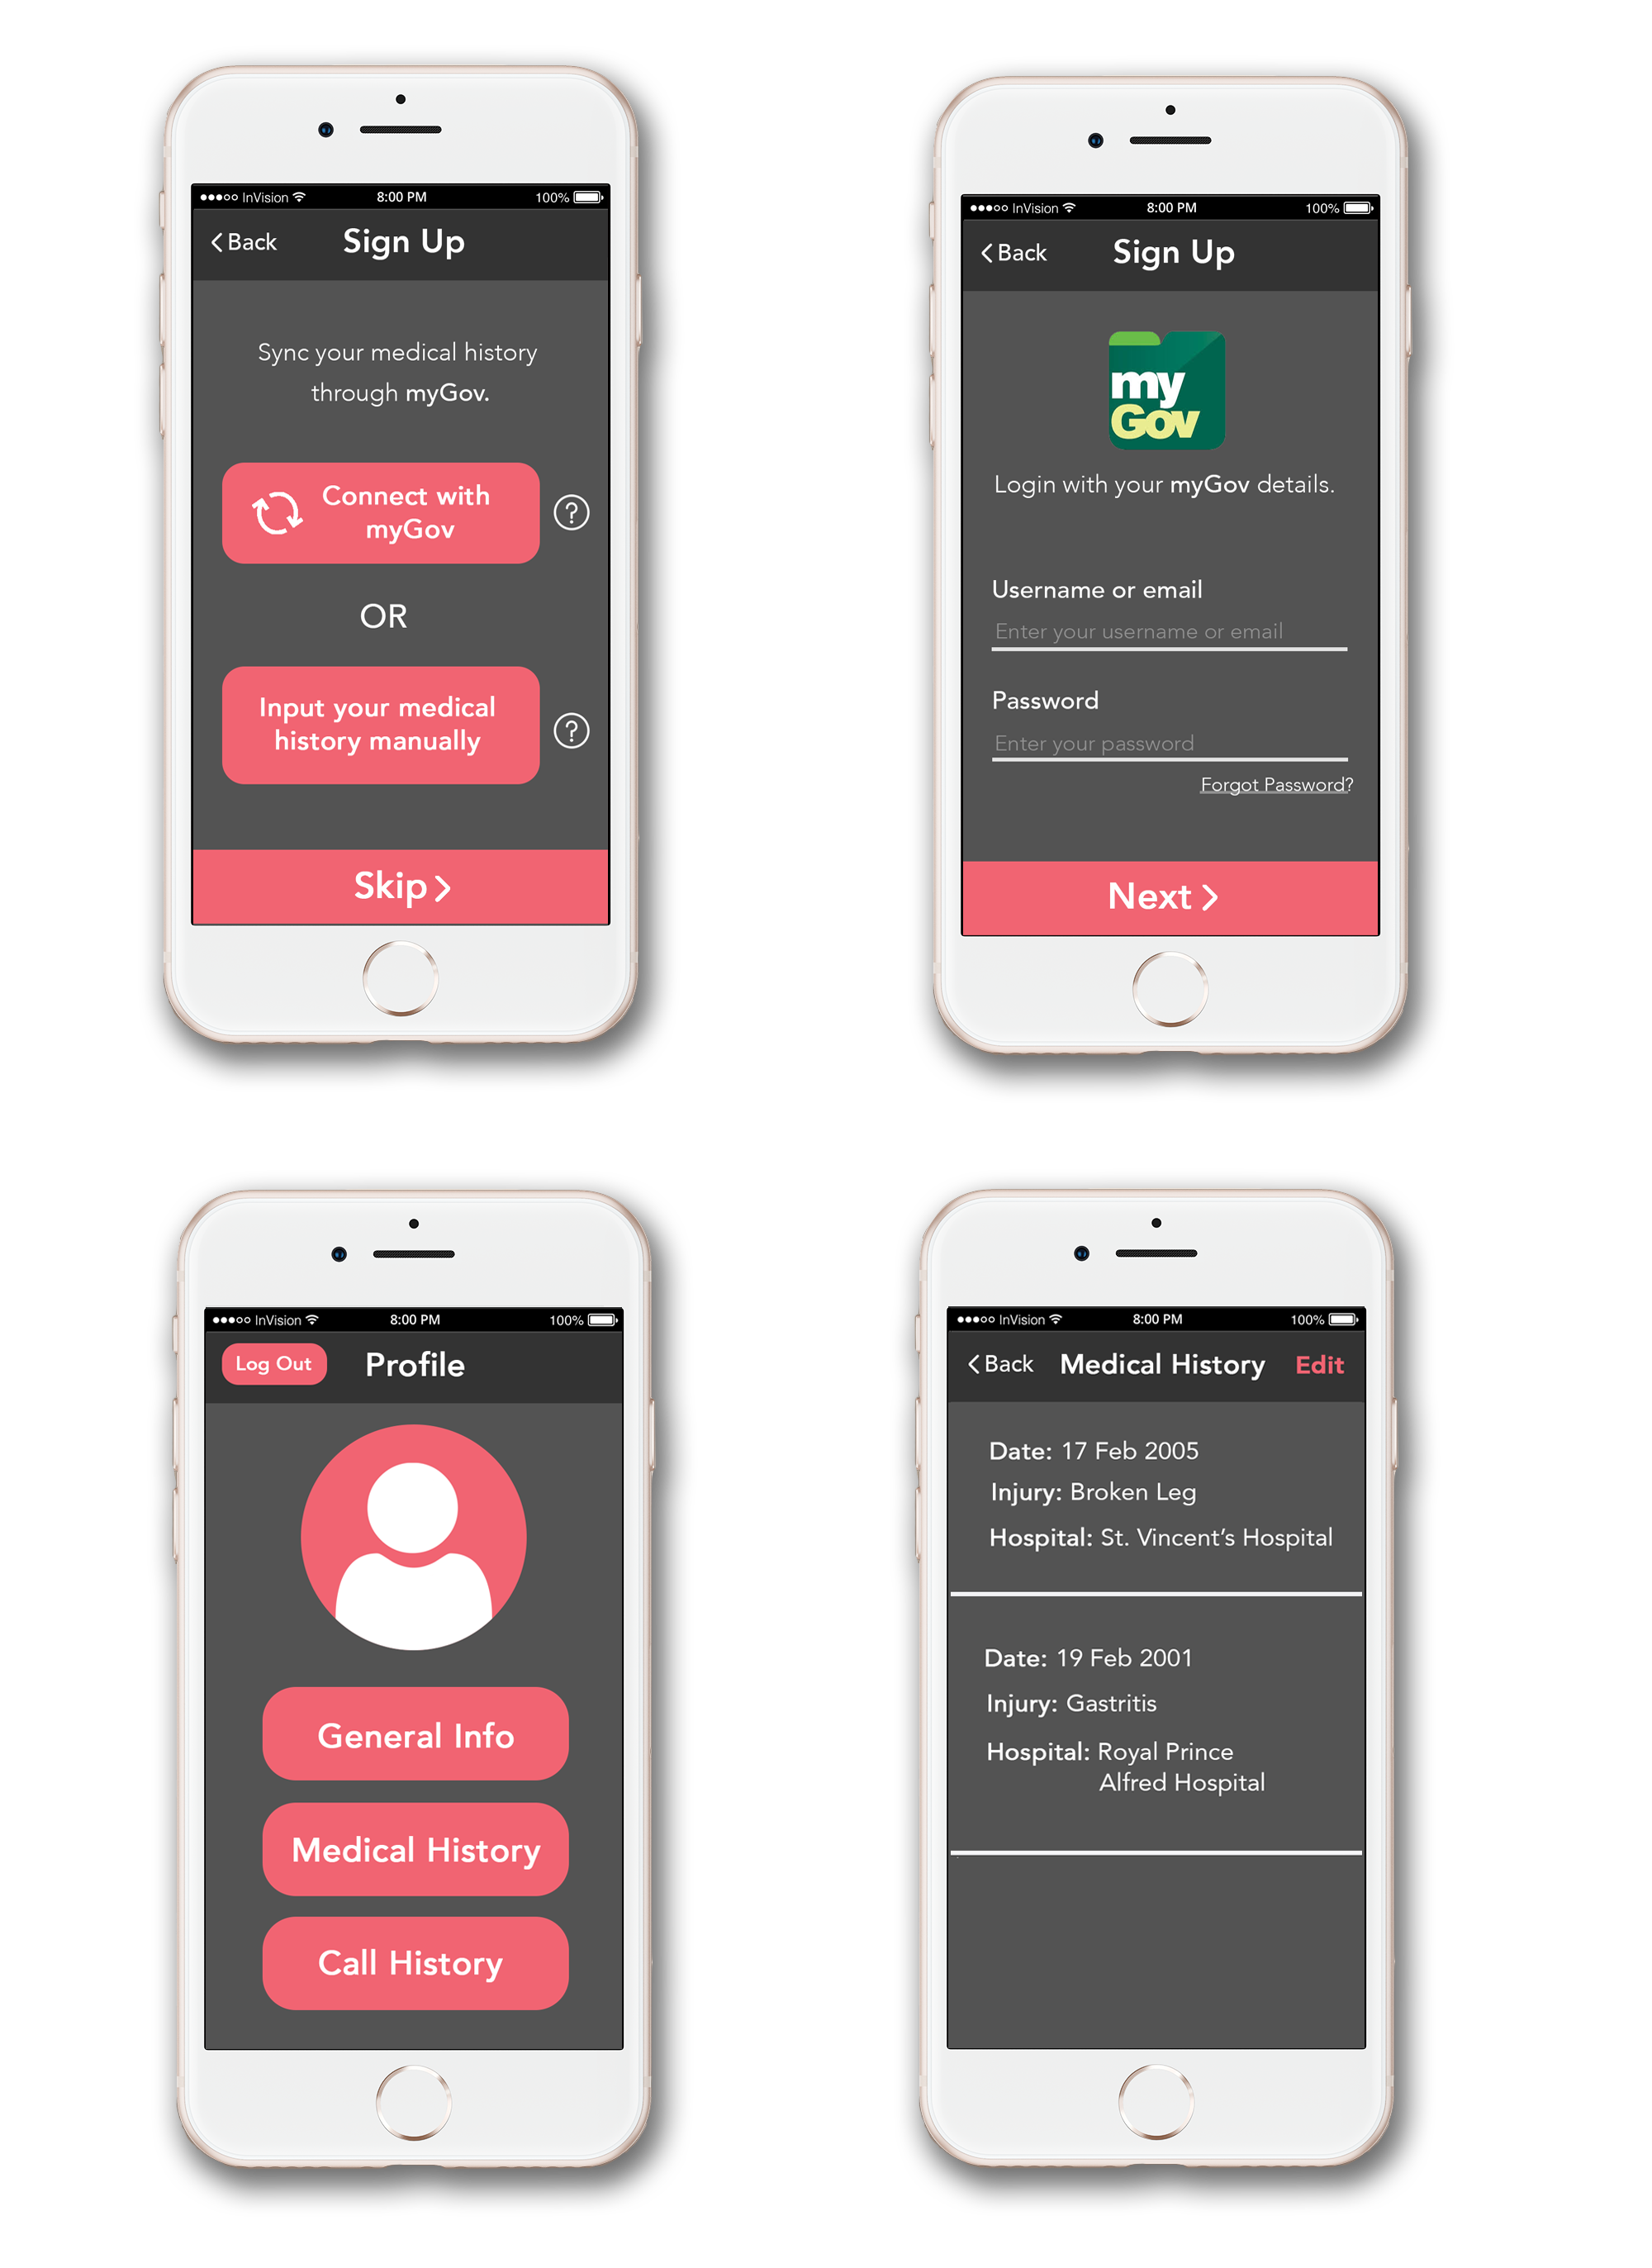 InVision 8:00 PM 100%
Back Sign Up
Sync your medical history
through myGov.
Connect with
myGov
?
OR
Input your medical
history manually
?
Skip
InVision 8:00 PM 100%
Back Sign Up
my
Gov
Login with your myGov details.
Username or email
Enter your username or email
Password
Enter your password
Forgot Password?
Next
InVision 8:00 PM 100%
Log Out Profile
General Info
Medical History
Call History
InVision 8:00 PM 100%
Back Medical History Edit
Date: 17 Feb 2005
Injury: Broken Leg
Hospital: St. Vincent’s Hospital
Date: 19 Feb 2001
Injury: Gastritis
Hospital: Royal Prince
Alfred Hospital